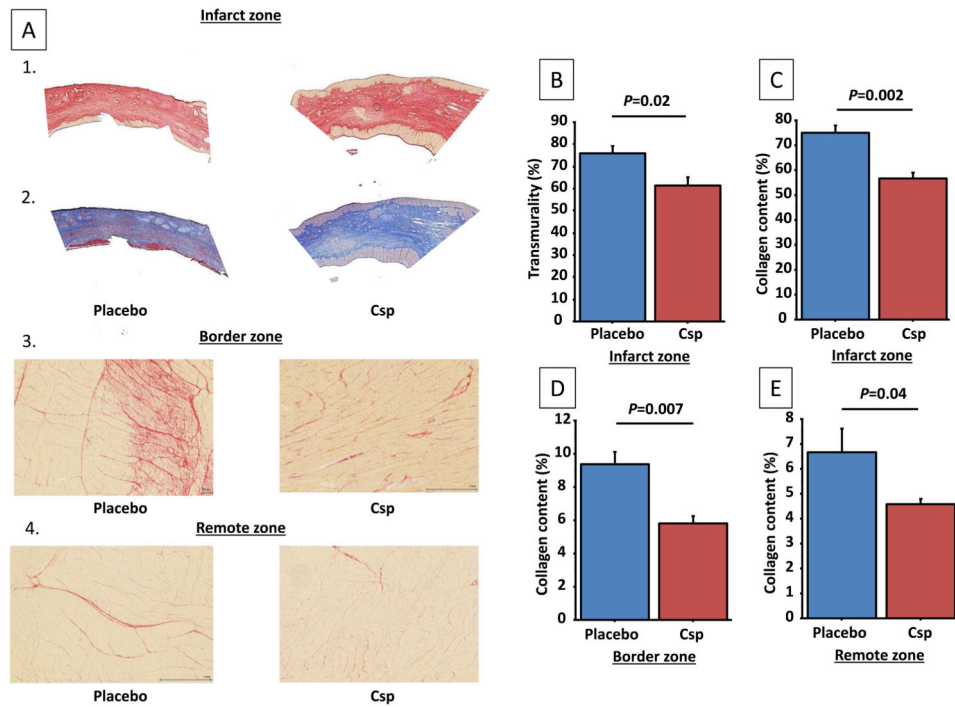 A
Infarct zone
1.
2.
Placebo Csp
Border zone
3.
Placebo Csp
Remote zone
4.
Placebo Csp
B
P=0.02
Transmurality (%)
90
80
70
60
50
40
30
20
10
0
Placebo Csp
Infarct zone
C
P=0.002
Collagen content (%)
80
70
60
50
40
30
20
10
0
Placebo Csp
Infarct zone
D
P=0.007
Collagen content (%)
12
10
8
6
4
2
0
Placebo Csp
Border zone
E
P=0.04
Collagen content (%)
8
7
6
5
4
3
2
1
0
Placebo Csp
Remote zone